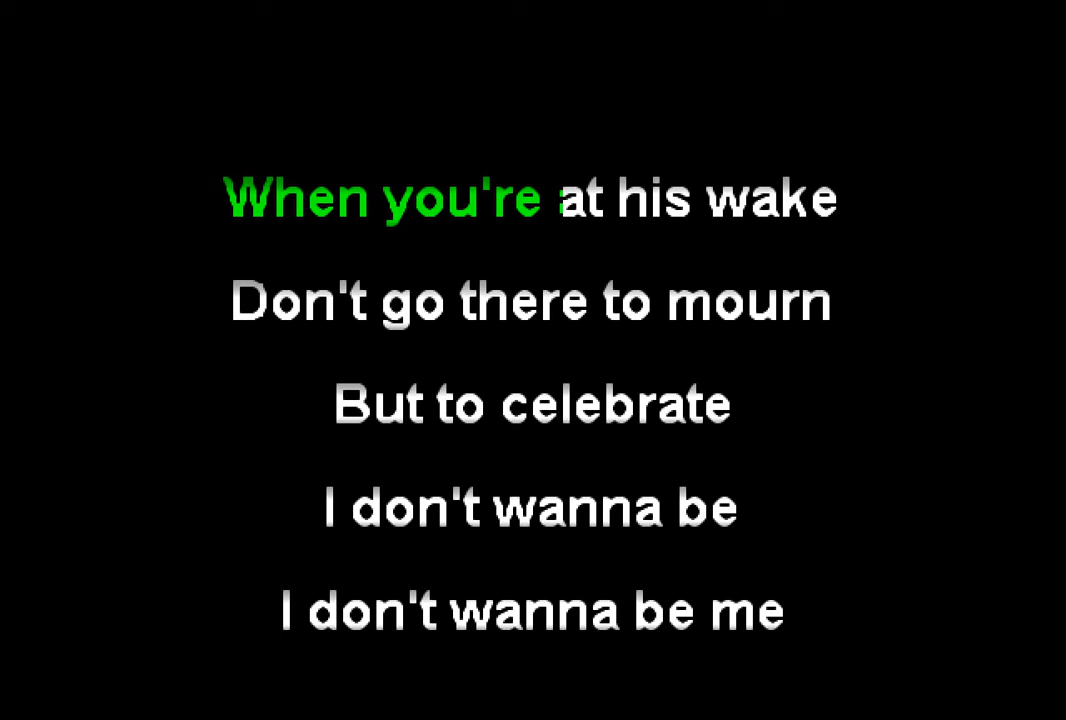 When you're at his wake
Don't go there to mourn
But to celebrate
I don't wanna be
I don't wanna be me